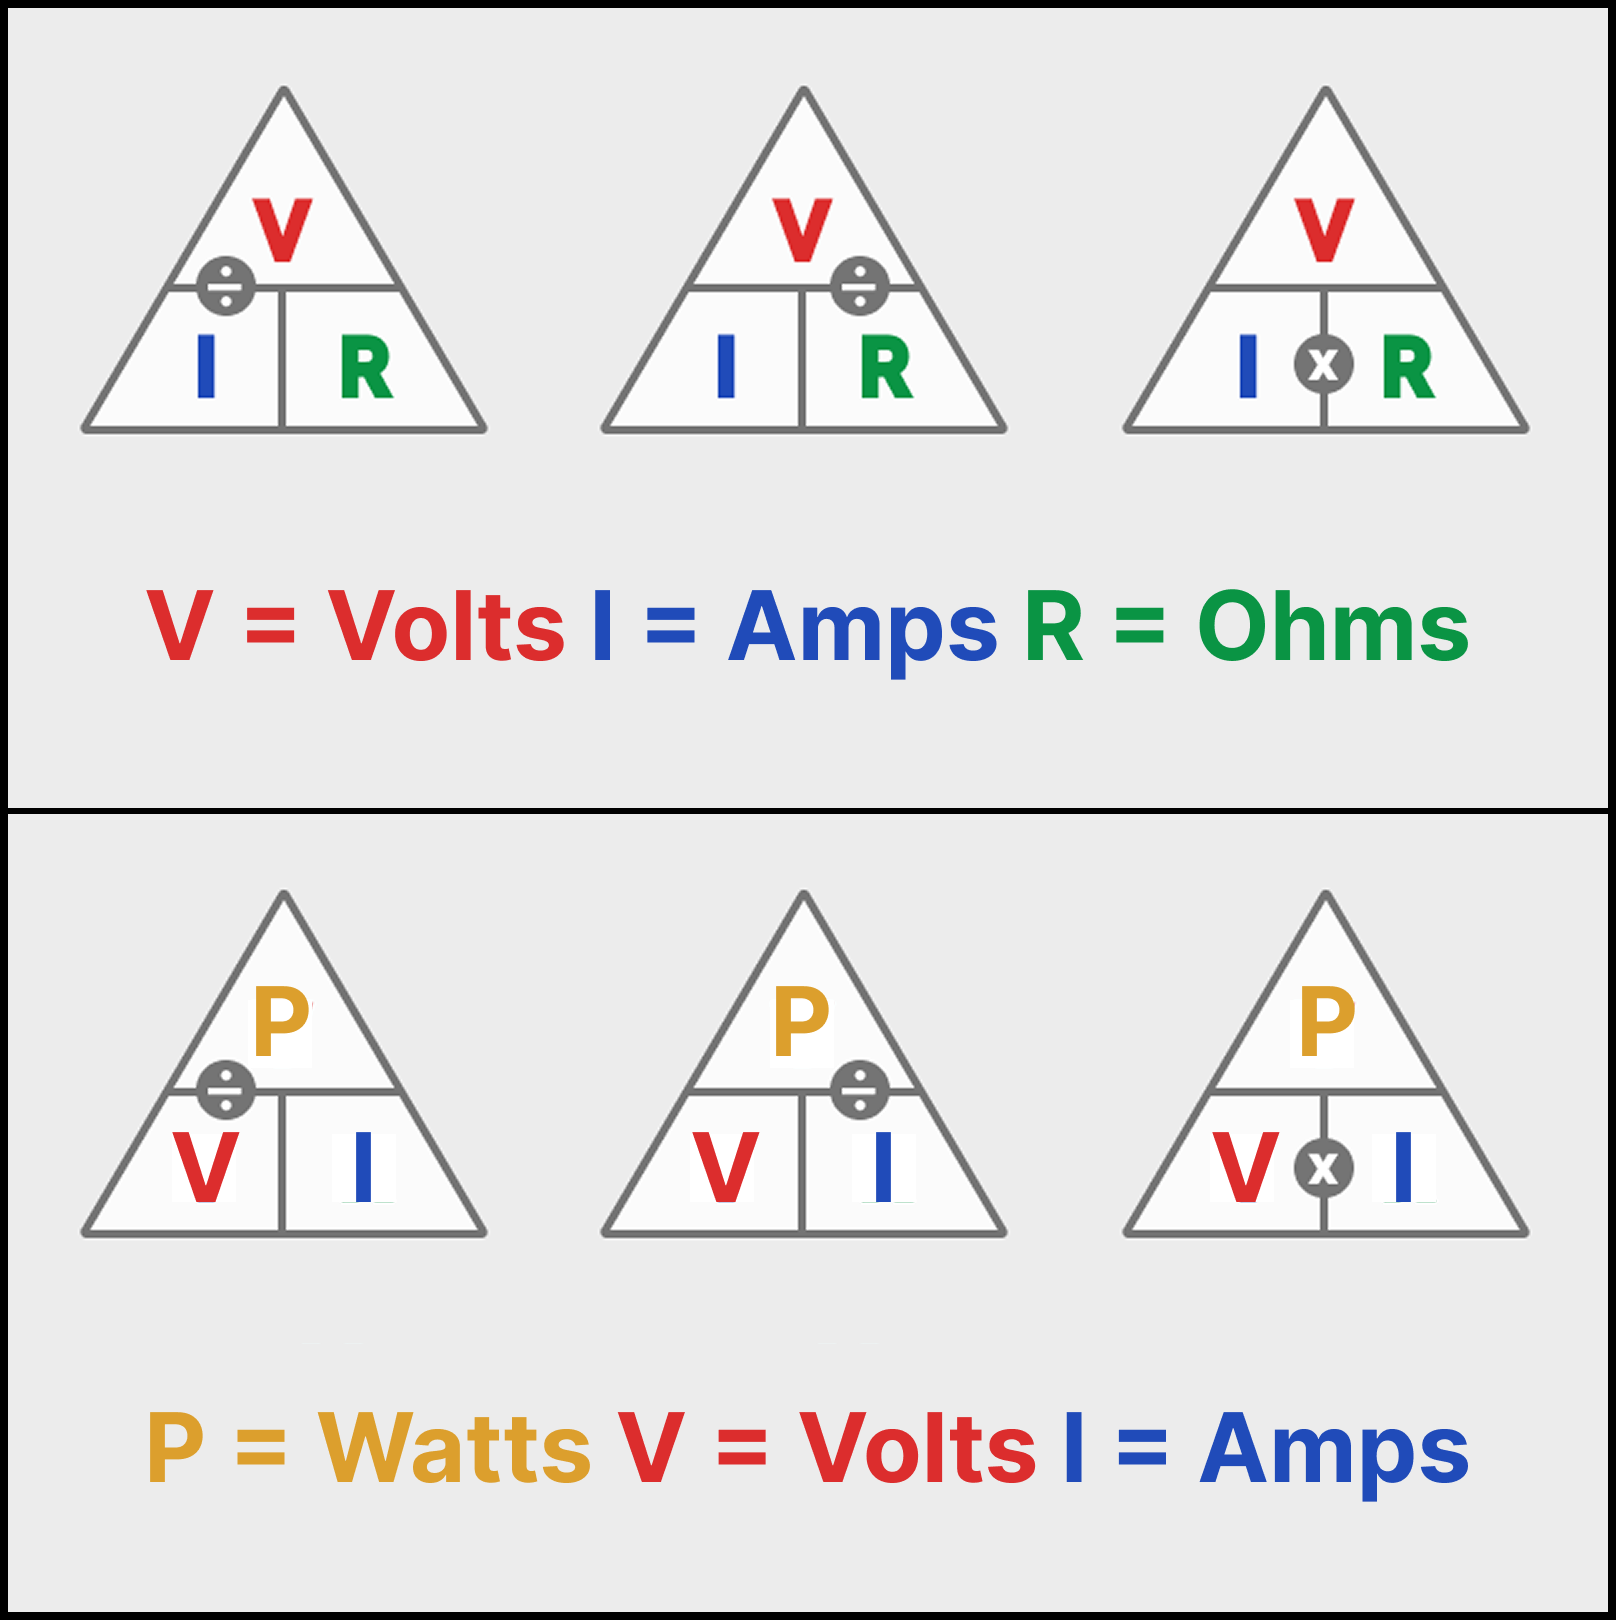 V V V
÷ ÷
I R I R I x R
V = Volts I = Amps R = Ohms
P P P
÷ ÷
V I V I V x I
P = Watts V = Volts I = Amps